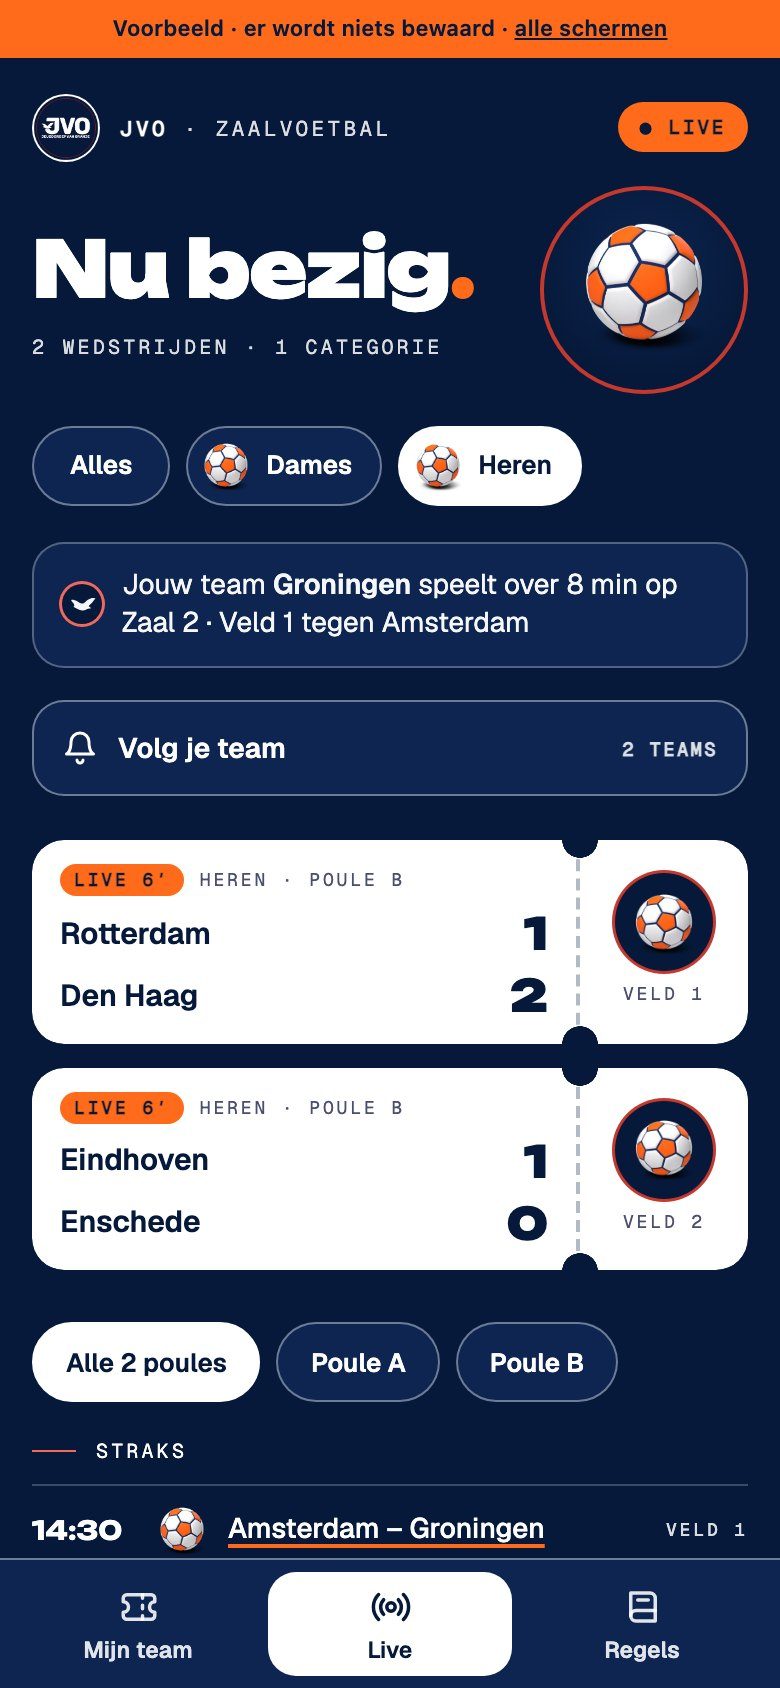 Voorbeeld · er wordt niets bewaard · alle schermen
JVO
JVO · ZAALVOETBAL
● LIVE
Nu bezig.
2 WEDSTRIJDEN · 1 CATEGORIE
Alles
Dames
Heren
Jouw team Groningen speelt over 8 min op
Zaal 2 · Veld 1 tegen Amsterdam
Volg je team
2 TEAMS
LIVE 6′ HEREN · POULE B
Rotterdam 1
Den Haag 2
VELD 1
LIVE 6′ HEREN · POULE B
Eindhoven 1
Enschede 0
VELD 2
Alle 2 poules
Poule A
Poule B
STRAKS
14:30 Amsterdam – Groningen VELD 1
Mijn team
Live
Regels